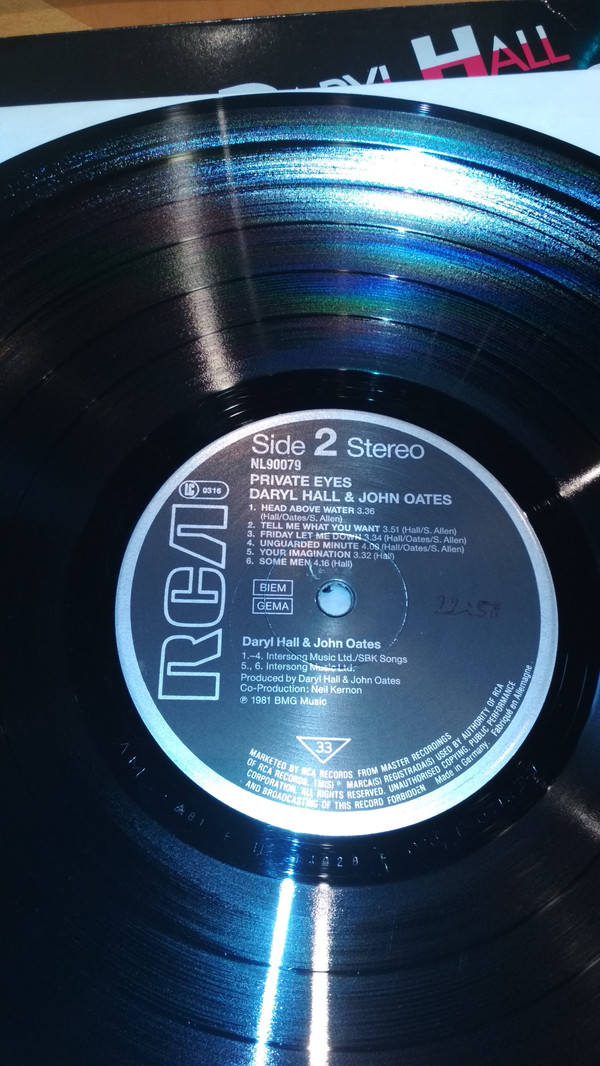 DARYL HALL
Side 2 Stereo
NL90079
PRIVATE EYES
DARYL HALL & JOHN OATES
LC 0316
1. HEAD ABOVE WATER 3.36
(Hall/Oates/S. Allen)
2. TELL ME WHAT YOU WANT 3.51 (Hall/S. Allen)
3. FRIDAY LET ME DOWN 3.34 (Hall/Oates/S. Allen)
4. UNGUARDED MINUTE 4.08 (Hall/Oates/S. Allen)
5. YOUR IMAGINATION 3.32 (Hall)
6. SOME MEN 4.16 (Hall)
RCA
BIEM
GEMA
Daryl Hall & John Oates
1.–4. Intersong Music Ltd./SBK Songs
5., 6. Intersong Music Ltd.
Produced by Daryl Hall & John Oates
Co-Production: Neil Kernon
℗ 1981 BMG Music
33
MARKETED BY RCA RECORDS FROM MASTER RECORDINGS
OF RCA RECORDS. TM(S)® MARCA(S) REGISTRADA(S) USED BY AUTHORITY OF RCA
CORPORATION. ALL RIGHTS RESERVED. UNAUTHORISED COPYING, PUBLIC PERFORMANCE
AND BROADCASTING OF THIS RECORD FORBIDDEN Made in Germany. Fabriqué en Allemagne.